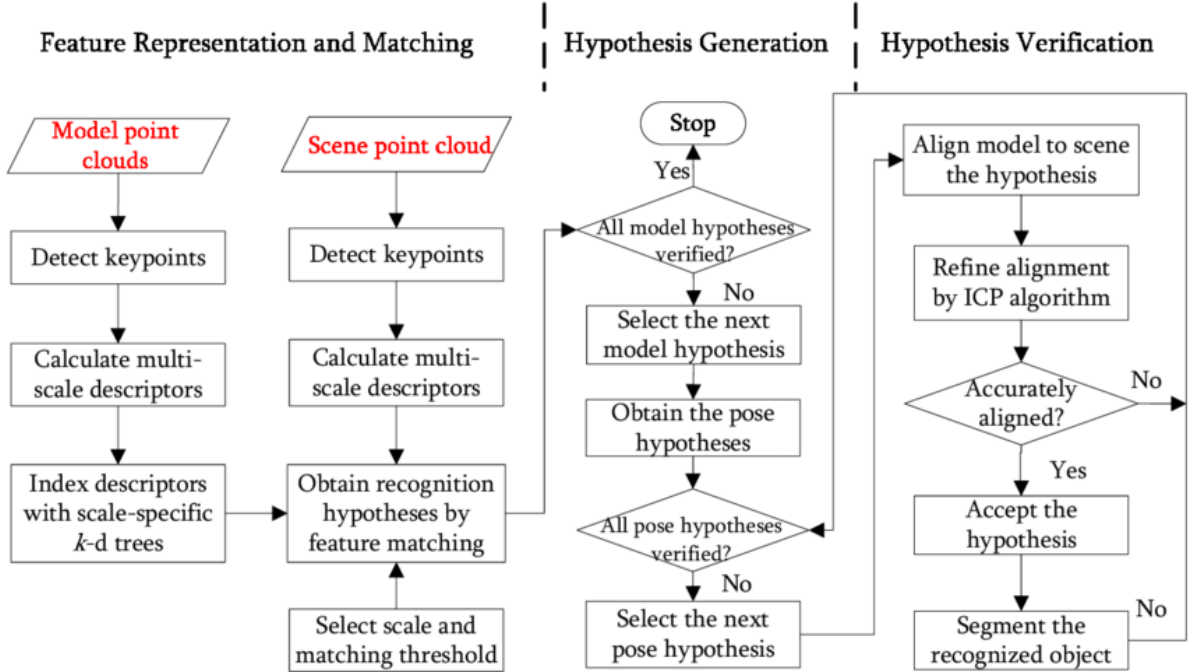 Feature Representation and Matching
Hypothesis Generation
Hypothesis Verification
Model point
clouds
Detect keypoints
Calculate multi-
scale descriptors
Index descriptors
with scale-specific
k-d trees
Scene point cloud
Detect keypoints
Calculate multi-
scale descriptors
Obtain recognition
hypotheses by
feature matching
Select scale and
matching threshold
Stop
Yes
All model hypotheses
verified?
No
Select the next
model hypothesis
Obtain the pose
hypotheses
All pose hypotheses
verified?
No
Select the next
pose hypothesis
Align model to scene
the hypothesis
Refine alignment
by ICP algorithm
Accurately
aligned?
No
Yes
Accept the
hypothesis
Segment the
recognized object
No